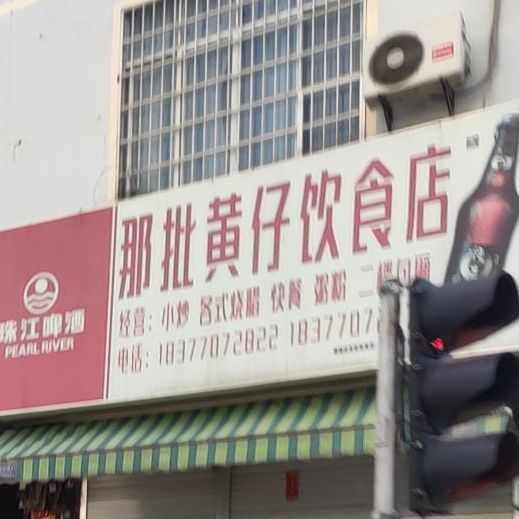 那批黄仔饮食店
经营：小炒 各式烧腊 快餐 粥粉 二楼包厢
电话：18377072822 1837707
珠江啤酒
PEARL RIVER